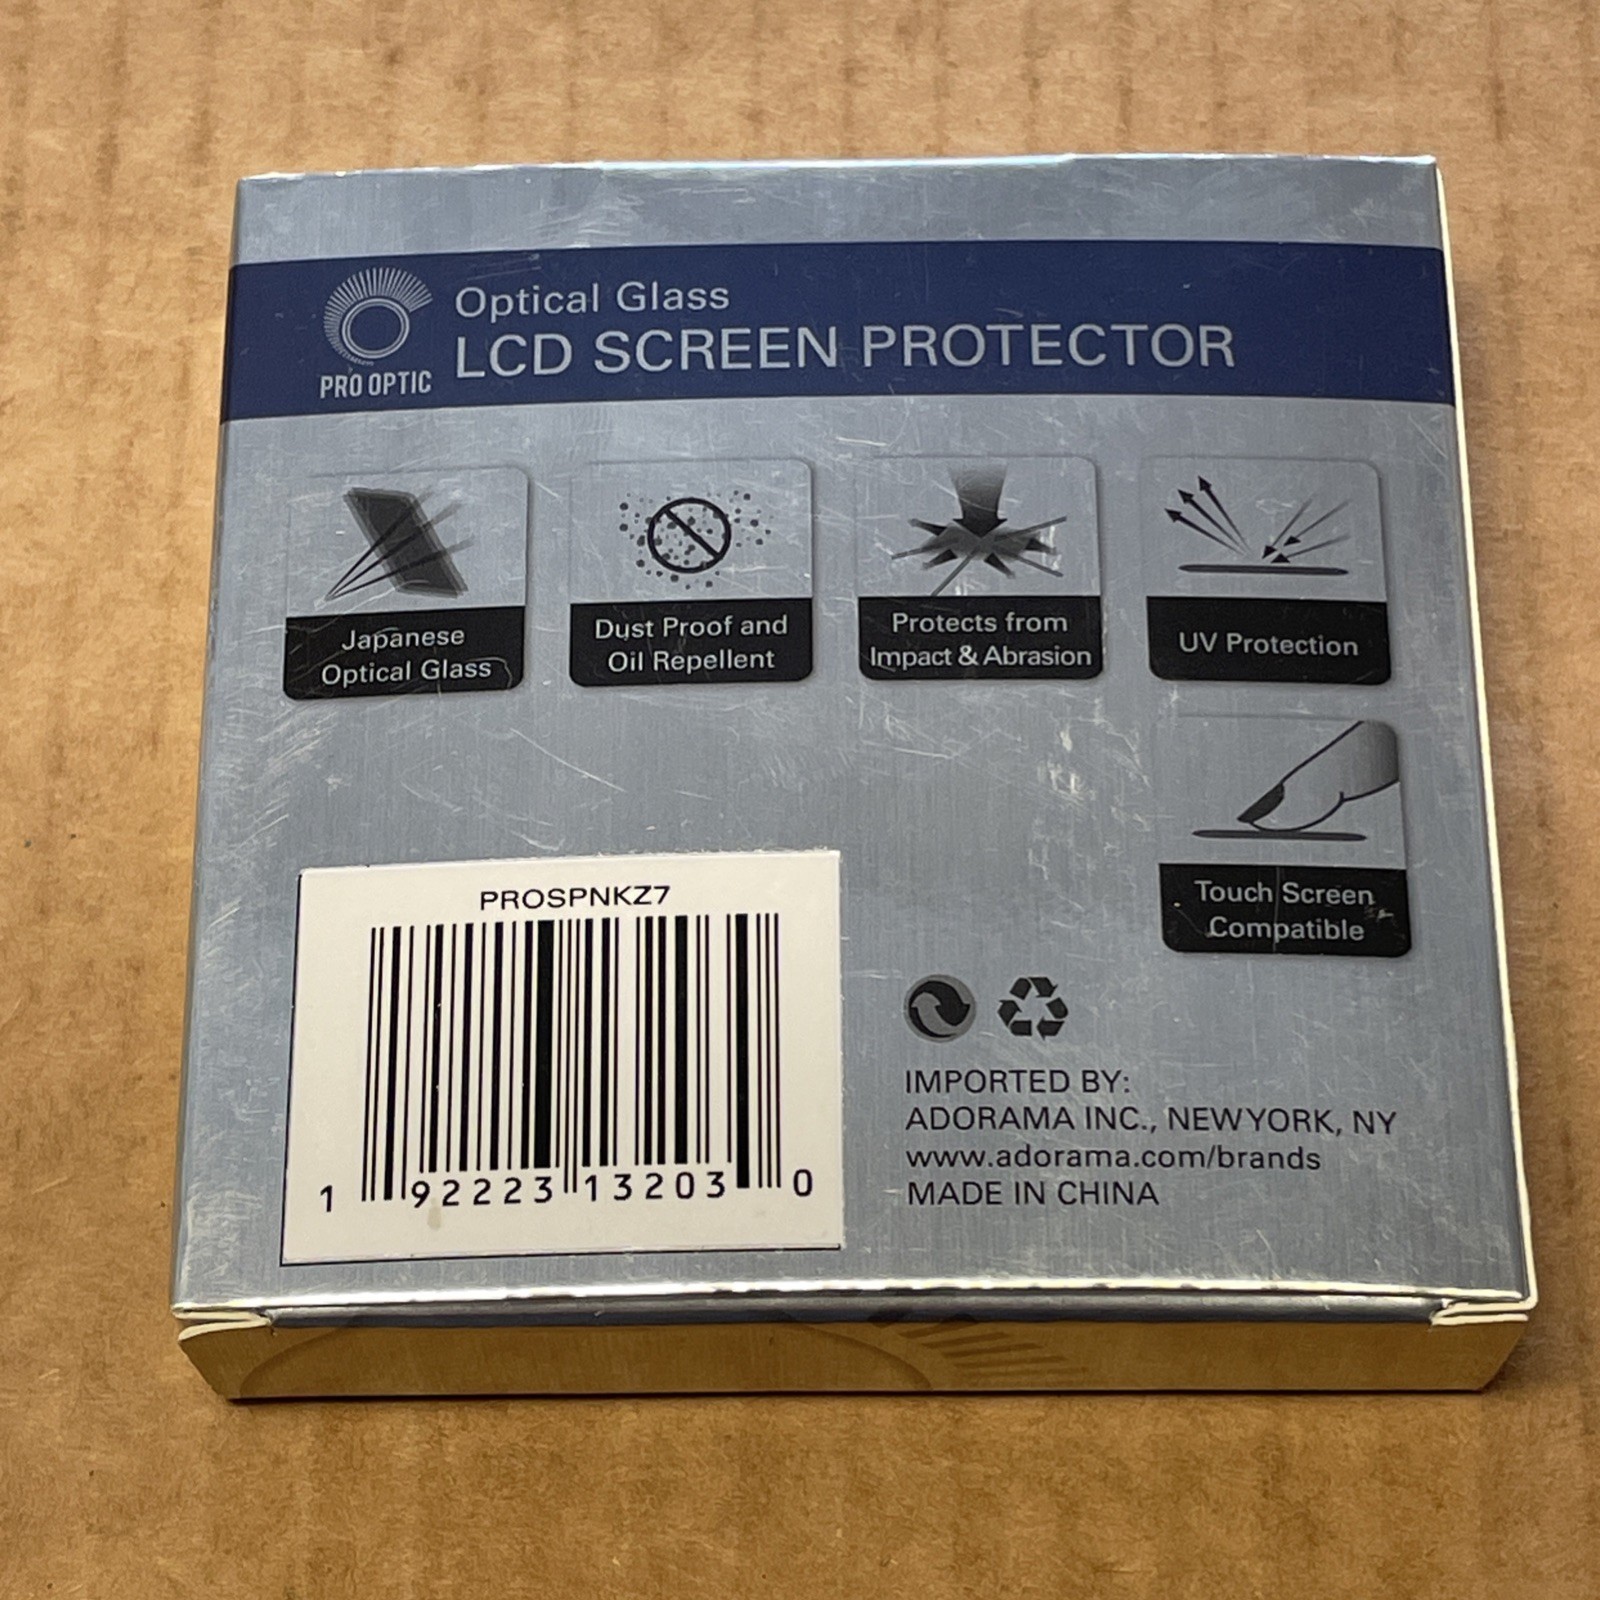 Optical Glass
LCD SCREEN PROTECTOR
PRO OPTIC
Japanese
Optical Glass
Dust Proof and
Oil Repellent
Protects from
Impact & Abrasion
UV Protection
Touch Screen
Compatible
PROSPNKZ7
1 92223 13203 0
IMPORTED BY:
ADORAMA INC., NEW YORK, NY
www.adorama.com/brands
MADE IN CHINA